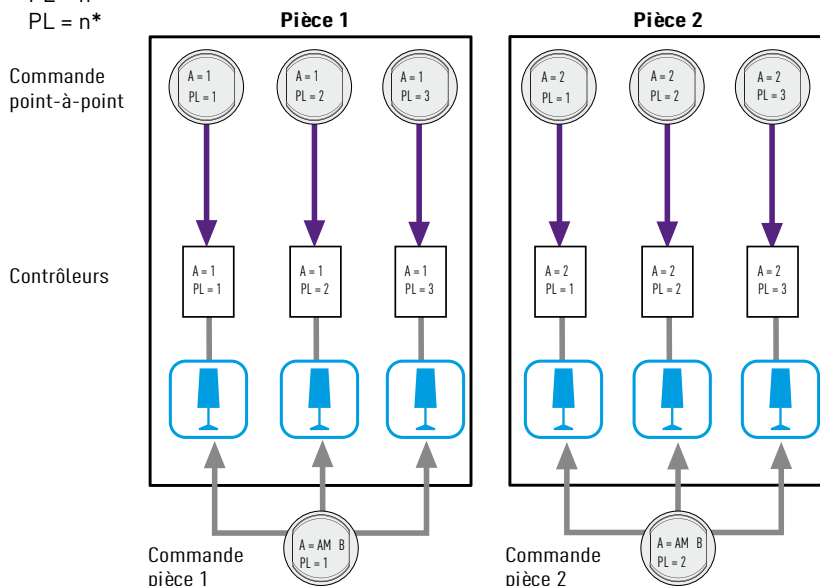 PL = n*
Pièce 1
Pièce 2
Commande
point-à-point
A = 1
PL = 1
A = 1
PL = 2
A = 1
PL = 3
A = 2
PL = 1
A = 2
PL = 2
A = 2
PL = 3
Contrôleurs
A = 1
PL = 1
A = 1
PL = 2
A = 1
PL = 3
A = 2
PL = 1
A = 2
PL = 2
A = 2
PL = 3
Commande
pièce 1
A = AM B
PL = 1
Commande
pièce 2
A = AM B
PL = 2